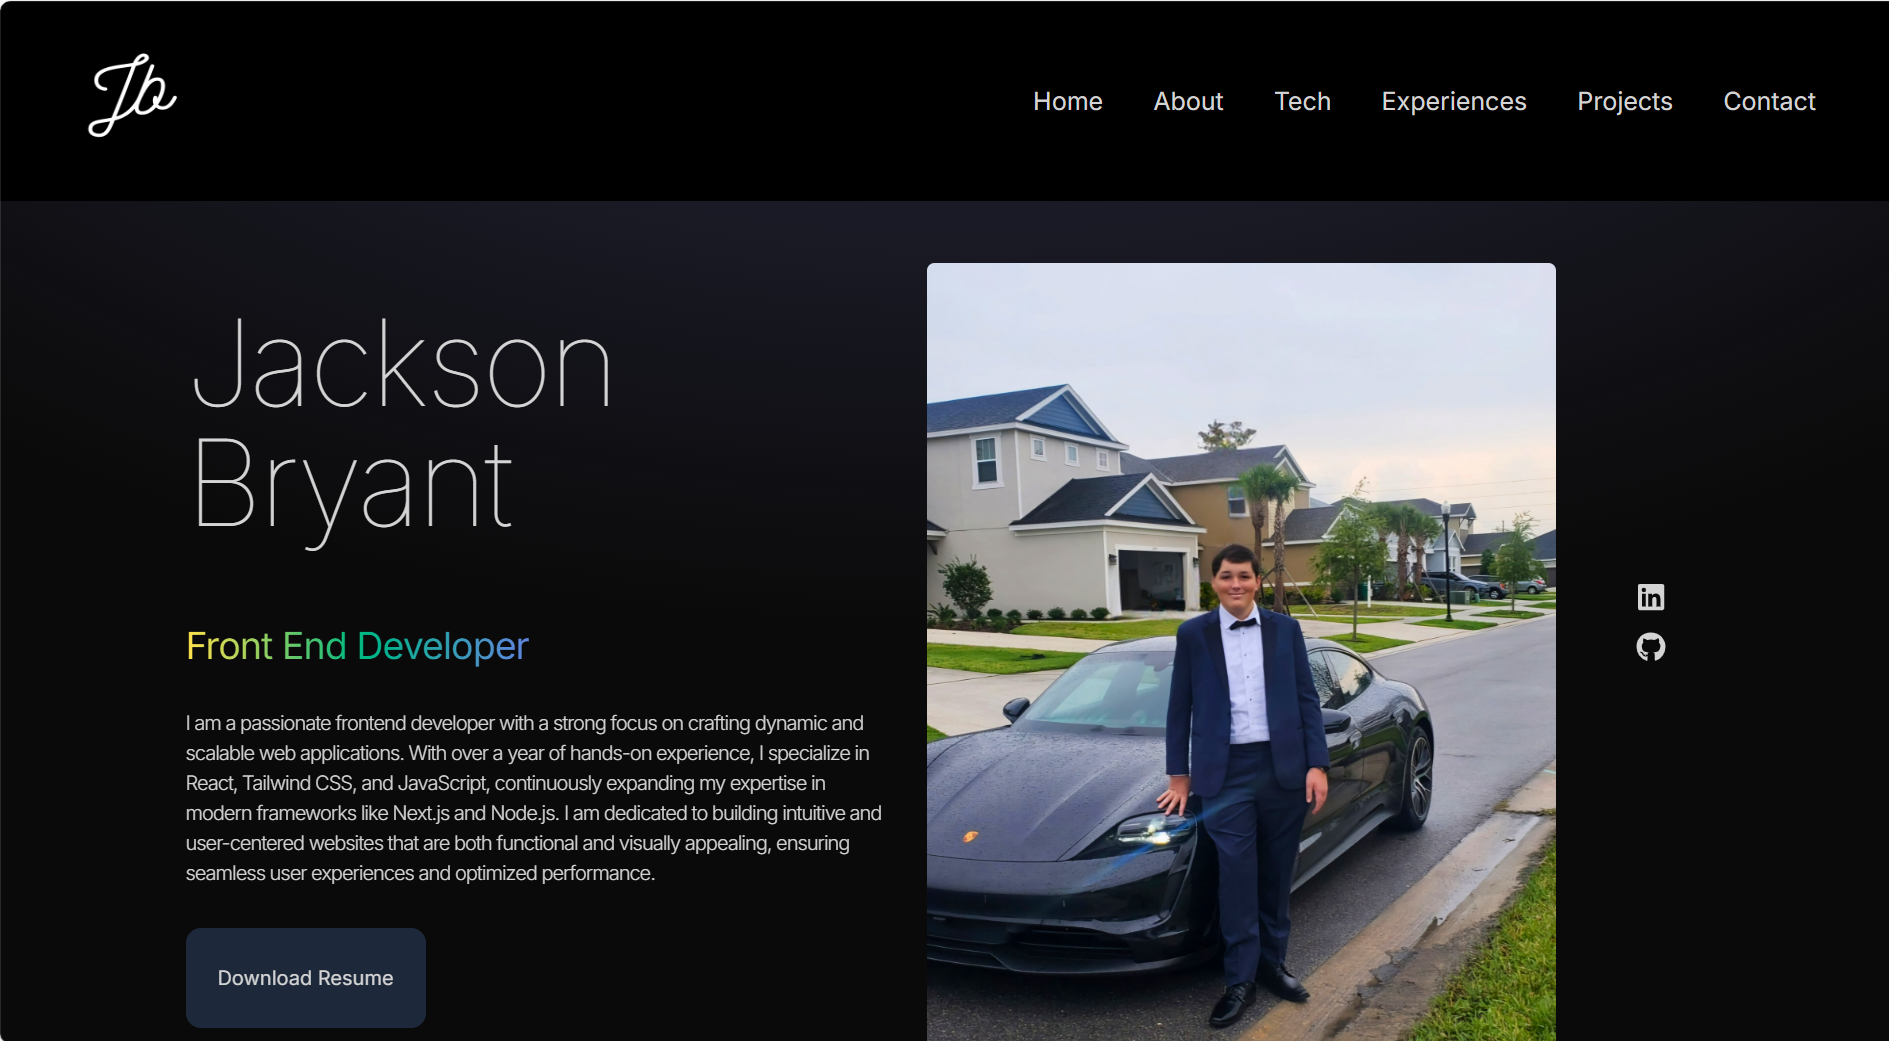 Jb
Home About Tech Experiences Projects Contact
Jackson
Bryant
Front End Developer
I am a passionate frontend developer with a strong focus on crafting dynamic and
scalable web applications. With over a year of hands-on experience, I specialize in
React, Tailwind CSS, and JavaScript, continuously expanding my expertise in
modern frameworks like Next.js and Node.js. I am dedicated to building intuitive and
user-centered websites that are both functional and visually appealing, ensuring
seamless user experiences and optimized performance.
Download Resume
in